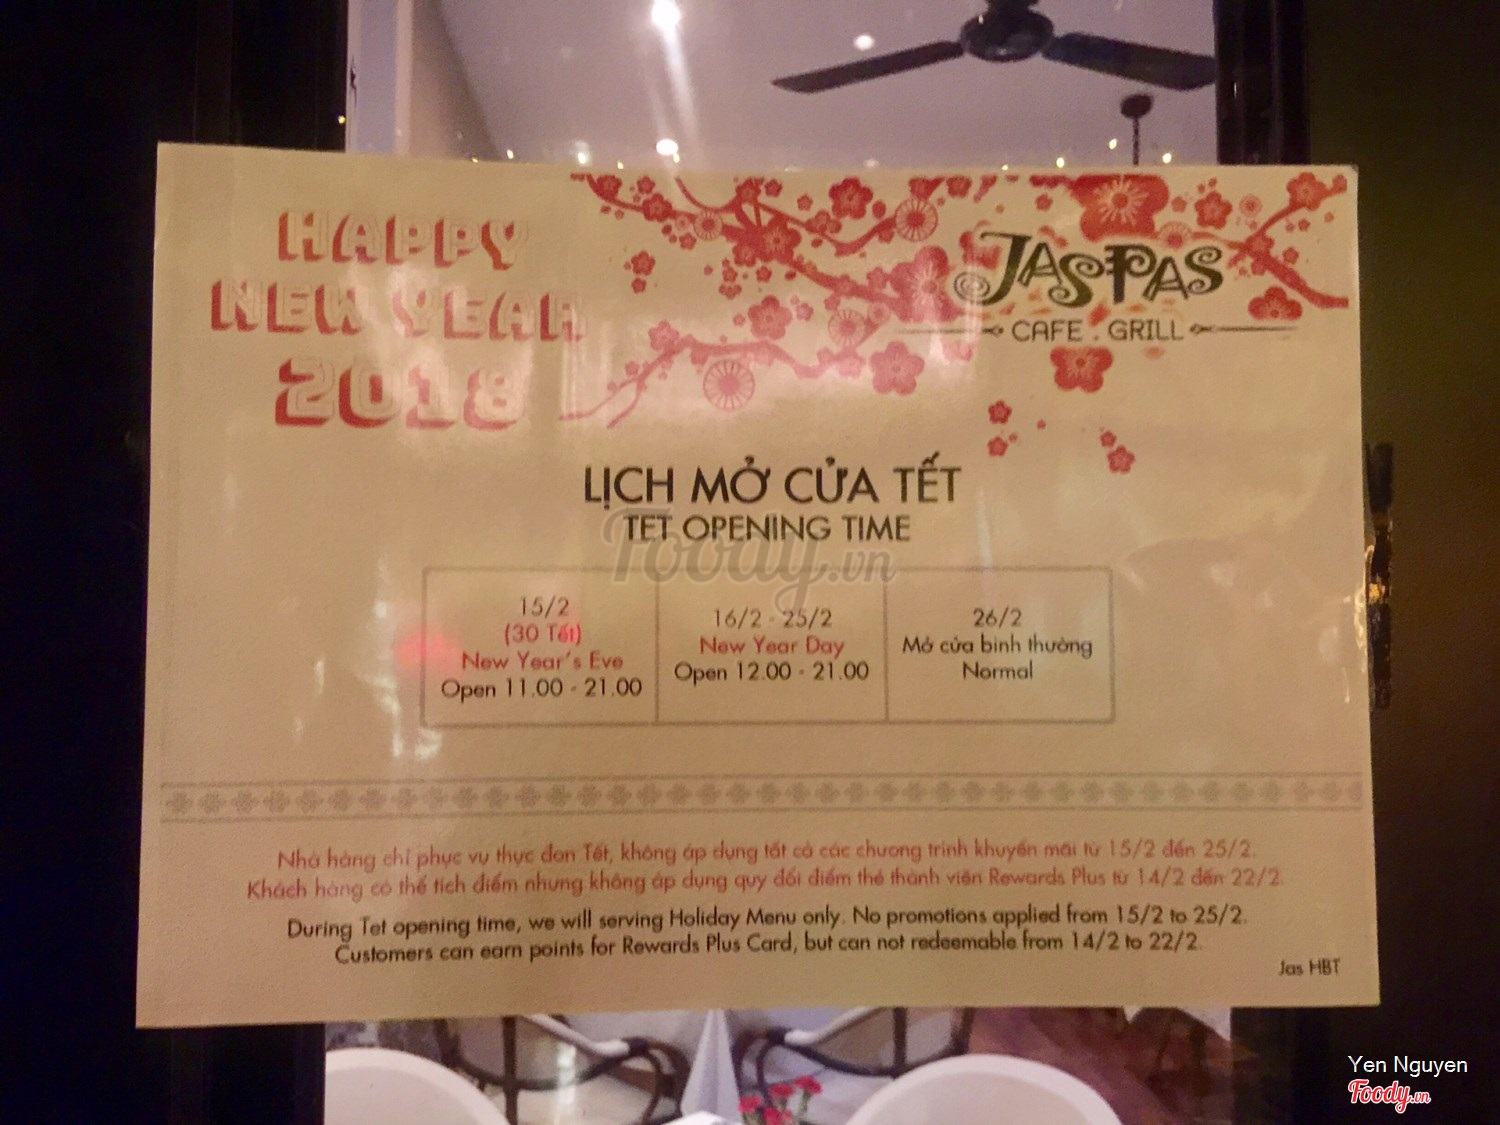 HAPPY
NEW YEAR
2018
JASPAS
CAFE . GRILL
LỊCH MỞ CỬA TẾT
TET OPENING TIME
Foody.vn
15/2
(30 Tết)
New Year's Eve
Open 11.00 - 21.00
16/2 - 25/2
New Year Day
Open 12.00 - 21.00
26/2
Mở cửa bình thường
Normal
Nhà hàng chỉ phục vụ thực đơn Tết, không áp dụng tất cả các chương trình khuyến mãi từ 15/2 đến 25/2.
Khách hàng có thể tích điểm nhưng không áp dụng quy đổi điểm thẻ thành viên Rewards Plus từ 14/2 đến 22/2.
During Tet opening time, we will serving Holiday Menu only. No promotions applied from 15/2 to 25/2.
Customers can earn points for Rewards Plus Card, but can not redeemable from 14/2 to 22/2.
Jas HBT
Yen Nguyen
Foody.vn